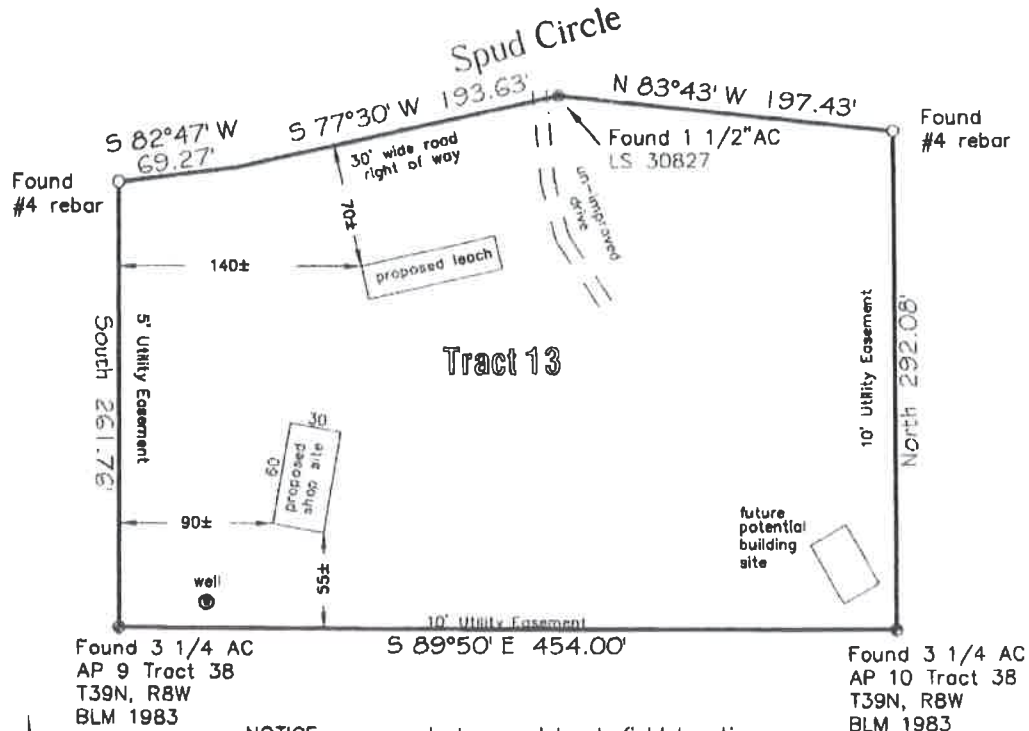 Spud Circle
S 82°47' W
69.27'
S 77°30' W 193.63'
N 83°43' W 197.43'
Found
#4 rebar
Found
#4 rebar
Found 1 1/2"AC
LS 30827
30' wide road
right of way
un-improved
drive
70±
140±
proposed leach
Tract 13
5' Utility Easement
South 261.76'
10' Utility Easement
North 292.08'
30
60
proposed
shop site
90±
55±
well
future
potential
building
site
10' Utility Easement
S 89°50' E 454.00'
Found 3 1/4 AC
AP 9 Tract 38
T39N, R8W
BLM 1983
Found 3 1/4 AC
AP 10 Tract 38
T39N, R8W
BLM 1983
NOTICE